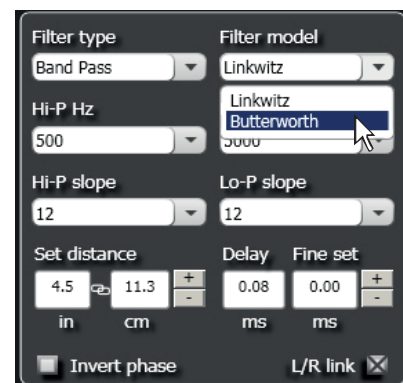 Filter type Filter model
Band Pass Linkwitz
Linkwitz
Hi-P Hz
Butterworth
500 5000
Hi-P slope Lo-P slope
12 12
Set distance Delay Fine set
4.5 11.3 + - 0.08 0.00 + -
in cm ms ms
Invert phase L/R link